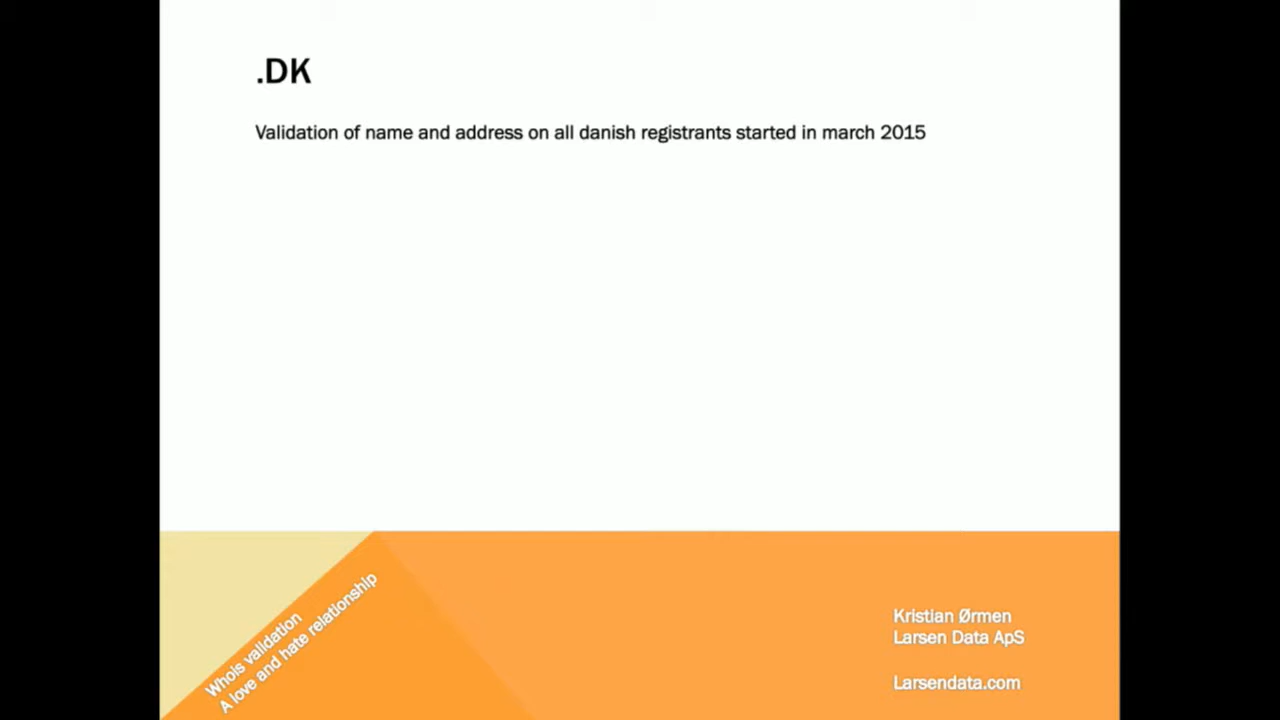 .DK
Validation of name and address on all danish registrants started in march 2015
Whois validation
A love and hate relationship
Kristian Ørmen
Larsen Data ApS
Larsendata.com